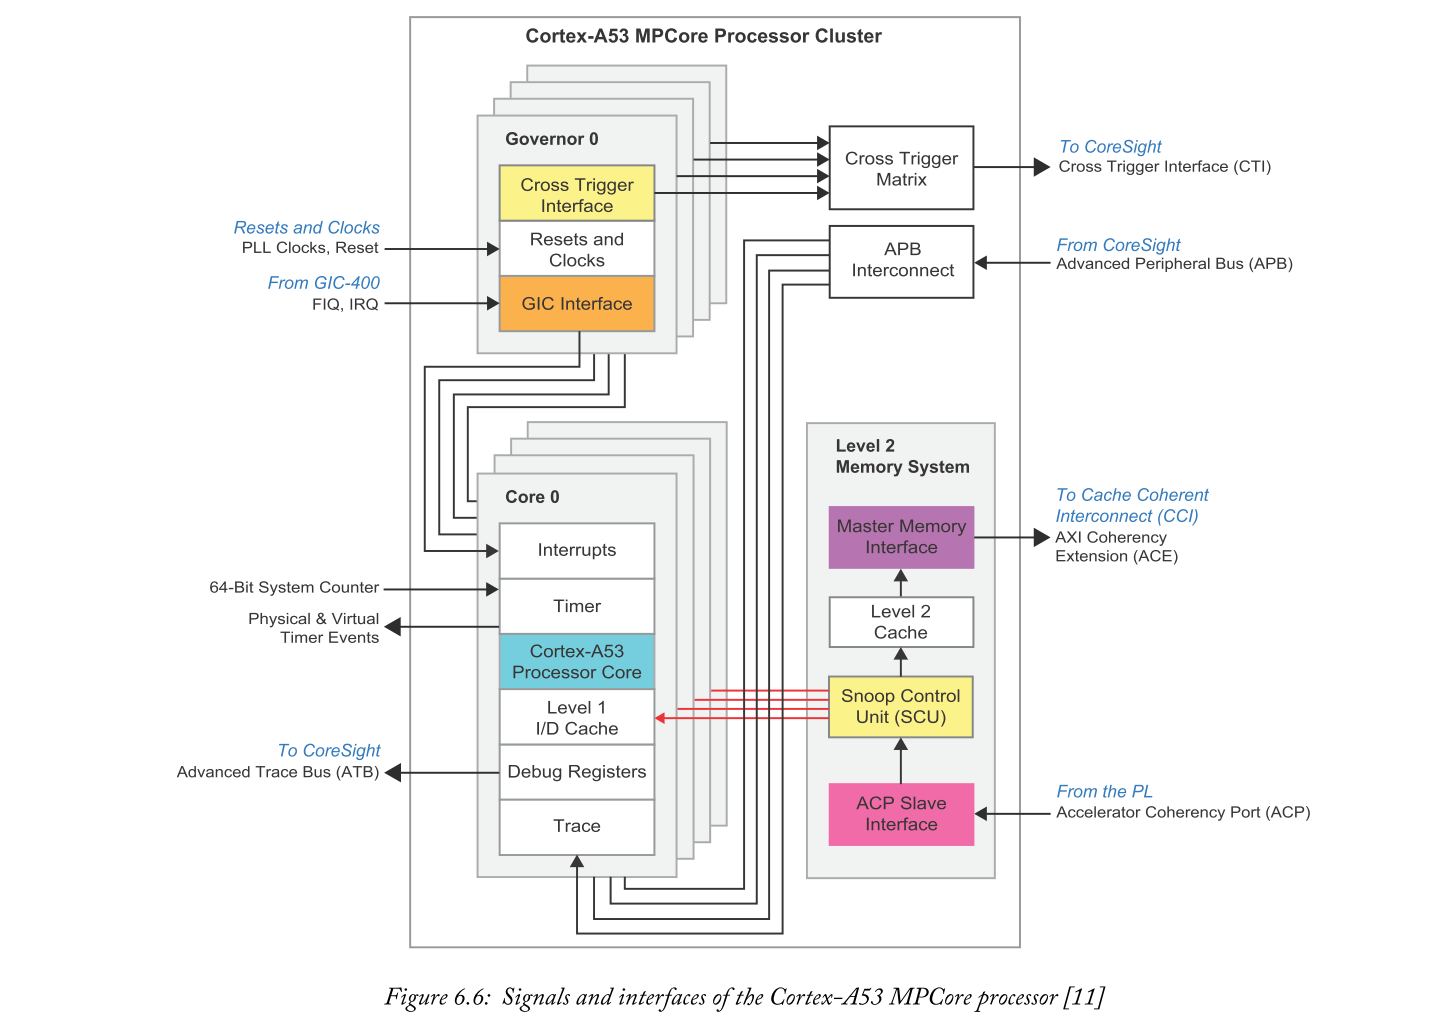 Cortex-A53 MPCore Processor Cluster
Governor 0
Cross Trigger
Interface
Resets and
Clocks
GIC Interface
Resets and Clocks
PLL Clocks, Reset
From GIC-400
FIQ, IRQ
Cross Trigger
Matrix
To CoreSight
Cross Trigger Interface (CTI)
APB
Interconnect
From CoreSight
Advanced Peripheral Bus (APB)
Core 0
Interrupts
Timer
Cortex-A53
Processor Core
Level 1
I/D Cache
Debug Registers
Trace
64-Bit System Counter
Physical & Virtual
Timer Events
To CoreSight
Advanced Trace Bus (ATB)
Level 2
Memory System
Master Memory
Interface
Level 2
Cache
Snoop Control
Unit (SCU)
ACP Slave
Interface
To Cache Coherent
Interconnect (CCI)
AXI Coherency
Extension (ACE)
From the PL
Accelerator Coherency Port (ACP)
Figure 6.6: Signals and interfaces of the Cortex-A53 MPCore processor [11]